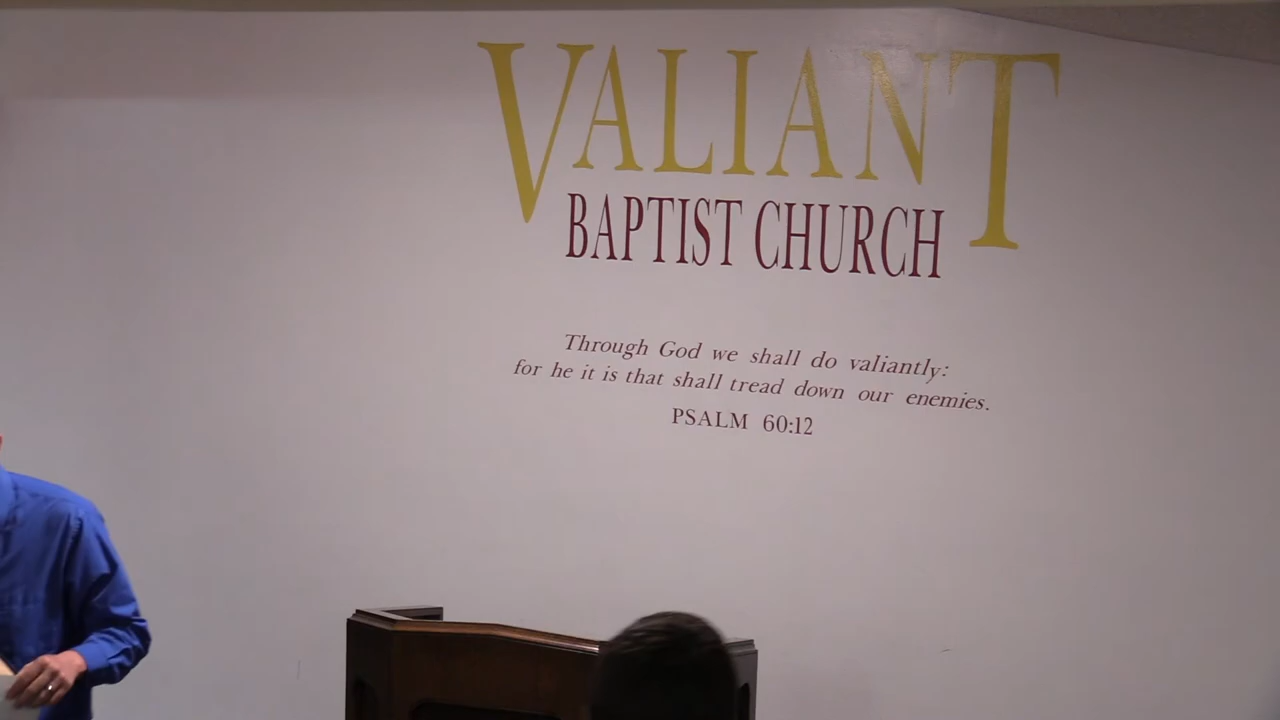 VALIANT
BAPTIST CHURCH
Through God we shall do valiantly:
for he it is that shall tread down our enemies.
PSALM 60:12